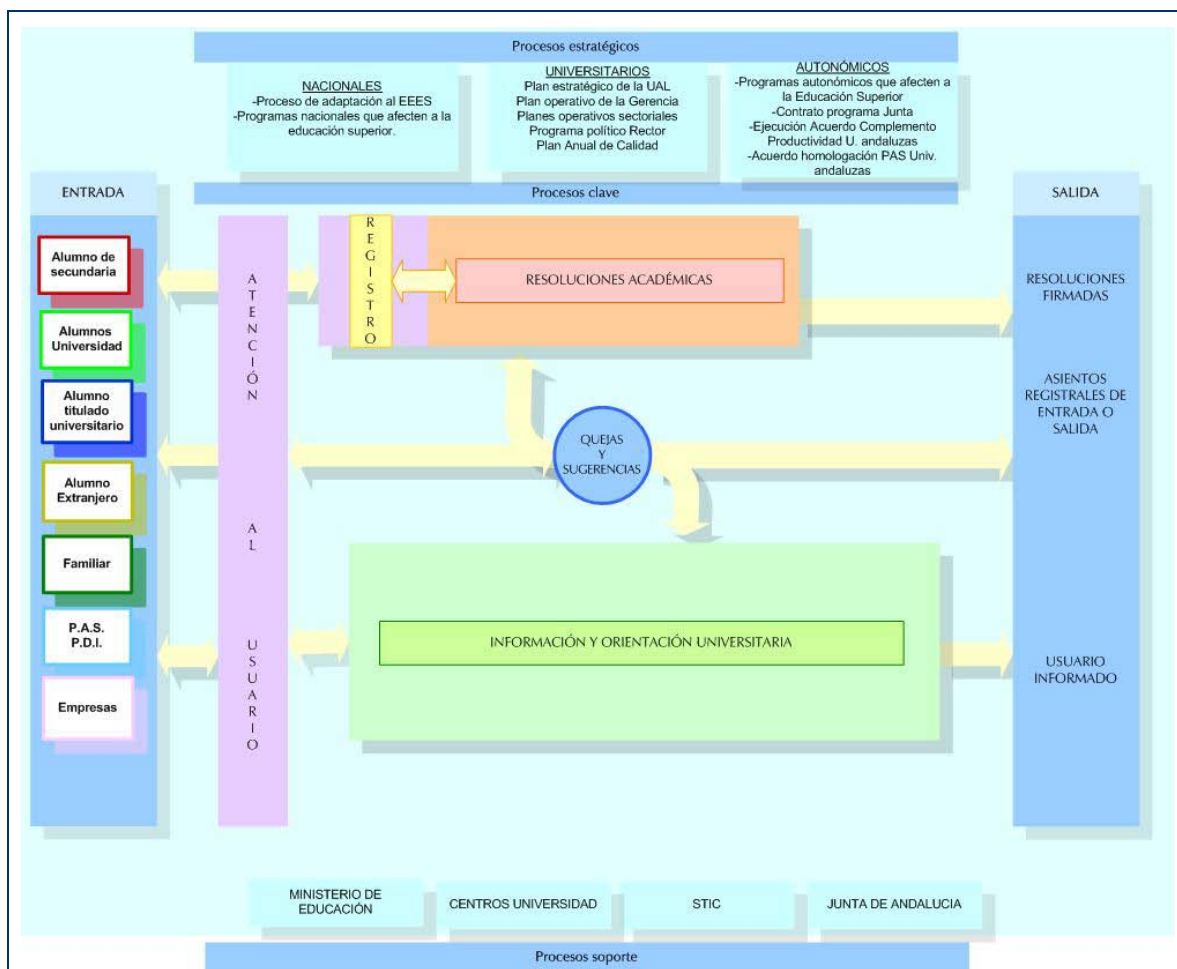 Procesos estratégicos
NACIONALES
-Proceso de adaptación al EEES
-Programas nacionales que afecten a la
educación superior.
UNIVERSITARIOS
Plan estratégico de la UAL
Plan operativo de la Gerencia
Planes operativos sectoriales
Programa político Rector
Plan Anual de Calidad
AUTONÓMICOS
-Programas autonómicos que afecten a
la Educación Superior
-Contrato programa Junta
-Ejecución Acuerdo Complemento
Productividad U. andaluzas
-Acuerdo homologación PAS Univ.
andaluzas
Procesos clave
ENTRADA
Alumno de
secundaria
Alumnos
Universidad
Alumno
titulado
universitario
Alumno
Extranjero
Familiar
P.A.S.
P.D.I.
Empresas
ATENCIÓN
AL
USUARIO
REGISTRO
RESOLUCIONES ACADÉMICAS
QUEJAS
Y
SUGERENCIAS
INFORMACIÓN Y ORIENTACIÓN UNIVERSITARIA
SALIDA
RESOLUCIONES
FIRMADAS
ASIENTOS
REGISTRALES DE
ENTRADA O
SALIDA
USUARIO
INFORMADO
MINISTERIO DE
EDUCACIÓN
CENTROS UNIVERSIDAD
STIC
JUNTA DE ANDALUCIA
Procesos soporte